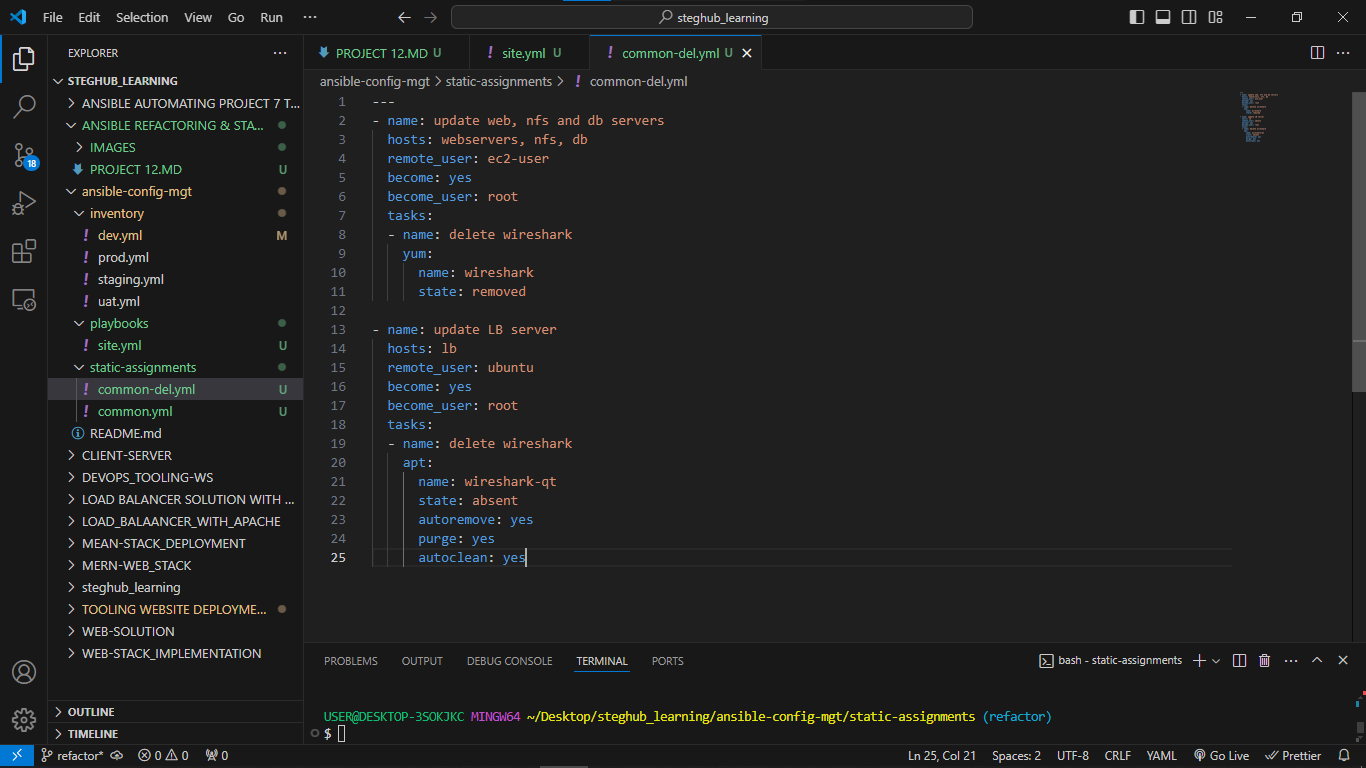 File Edit Selection View Go Run ··· steghub_learning
EXPLORER ···
STEGHUB_LEARNING
ANSIBLE AUTOMATING PROJECT 7 T...
ANSIBLE REFACTORING & STA...
IMAGES
PROJECT 12.MD U
ansible-config-mgt
inventory
dev.yml M
prod.yml
staging.yml
uat.yml
playbooks
site.yml U
static-assignments
common-del.yml U
common.yml U
README.md
CLIENT-SERVER
DEVOPS_TOOLING-WS
LOAD BALANCER SOLUTION WITH ...
LOAD_BALAANCER_WITH_APACHE
MEAN-STACK_DEPLOYMENT
MERN-WEB_STACK
steghub_learning
TOOLING WEBSITE DEPLOYME...
WEB-SOLUTION
WEB-STACK_IMPLEMENTATION
OUTLINE
TIMELINE
18
PROJECT 12.MD U ! site.yml U ! common-del.yml U
ansible-config-mgt > static-assignments > ! common-del.yml
1 ---
2 - name: update web, nfs and db servers
3 hosts: webservers, nfs, db
4 remote_user: ec2-user
5 become: yes
6 become_user: root
7 tasks:
8 - name: delete wireshark
9 yum:
10 name: wireshark
11 state: removed
12
13 - name: update LB server
14 hosts: lb
15 remote_user: ubuntu
16 become: yes
17 become_user: root
18 tasks:
19 - name: delete wireshark
20 apt:
21 name: wireshark-qt
22 state: absent
23 autoremove: yes
24 purge: yes
25 autoclean: yes
PROBLEMS OUTPUT DEBUG CONSOLE TERMINAL PORTS bash - static-assignments
USER@DESKTOP-3SOKJKC MINGW64 ~/Desktop/steghub_learning/ansible-config-mgt/static-assignments (refactor)
$
refactor* 0 0 0 Ln 25, Col 21 Spaces: 2 UTF-8 CRLF YAML Go Live Prettier